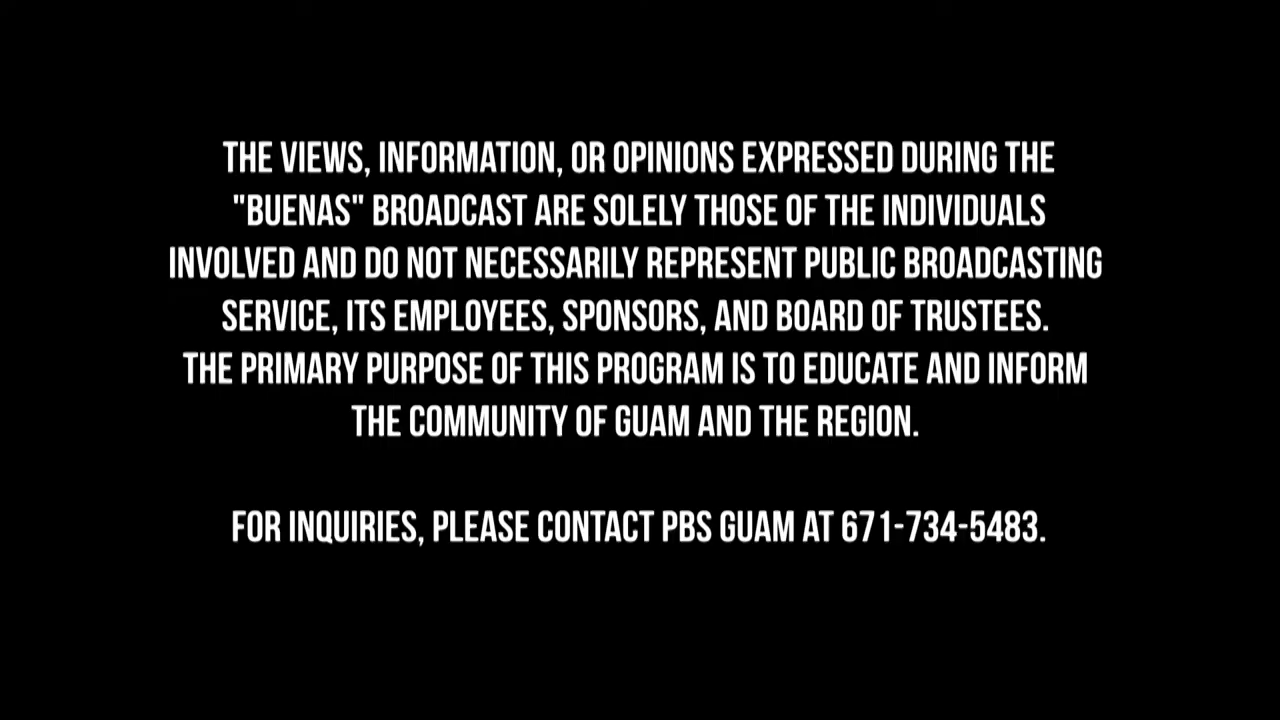 THE VIEWS, INFORMATION, OR OPINIONS EXPRESSED DURING THE
"BUENAS" BROADCAST ARE SOLELY THOSE OF THE INDIVIDUALS
INVOLVED AND DO NOT NECESSARILY REPRESENT PUBLIC BROADCASTING
SERVICE, ITS EMPLOYEES, SPONSORS, AND BOARD OF TRUSTEES.
THE PRIMARY PURPOSE OF THIS PROGRAM IS TO EDUCATE AND INFORM
THE COMMUNITY OF GUAM AND THE REGION.
FOR INQUIRIES, PLEASE CONTACT PBS GUAM AT 671-734-5483.